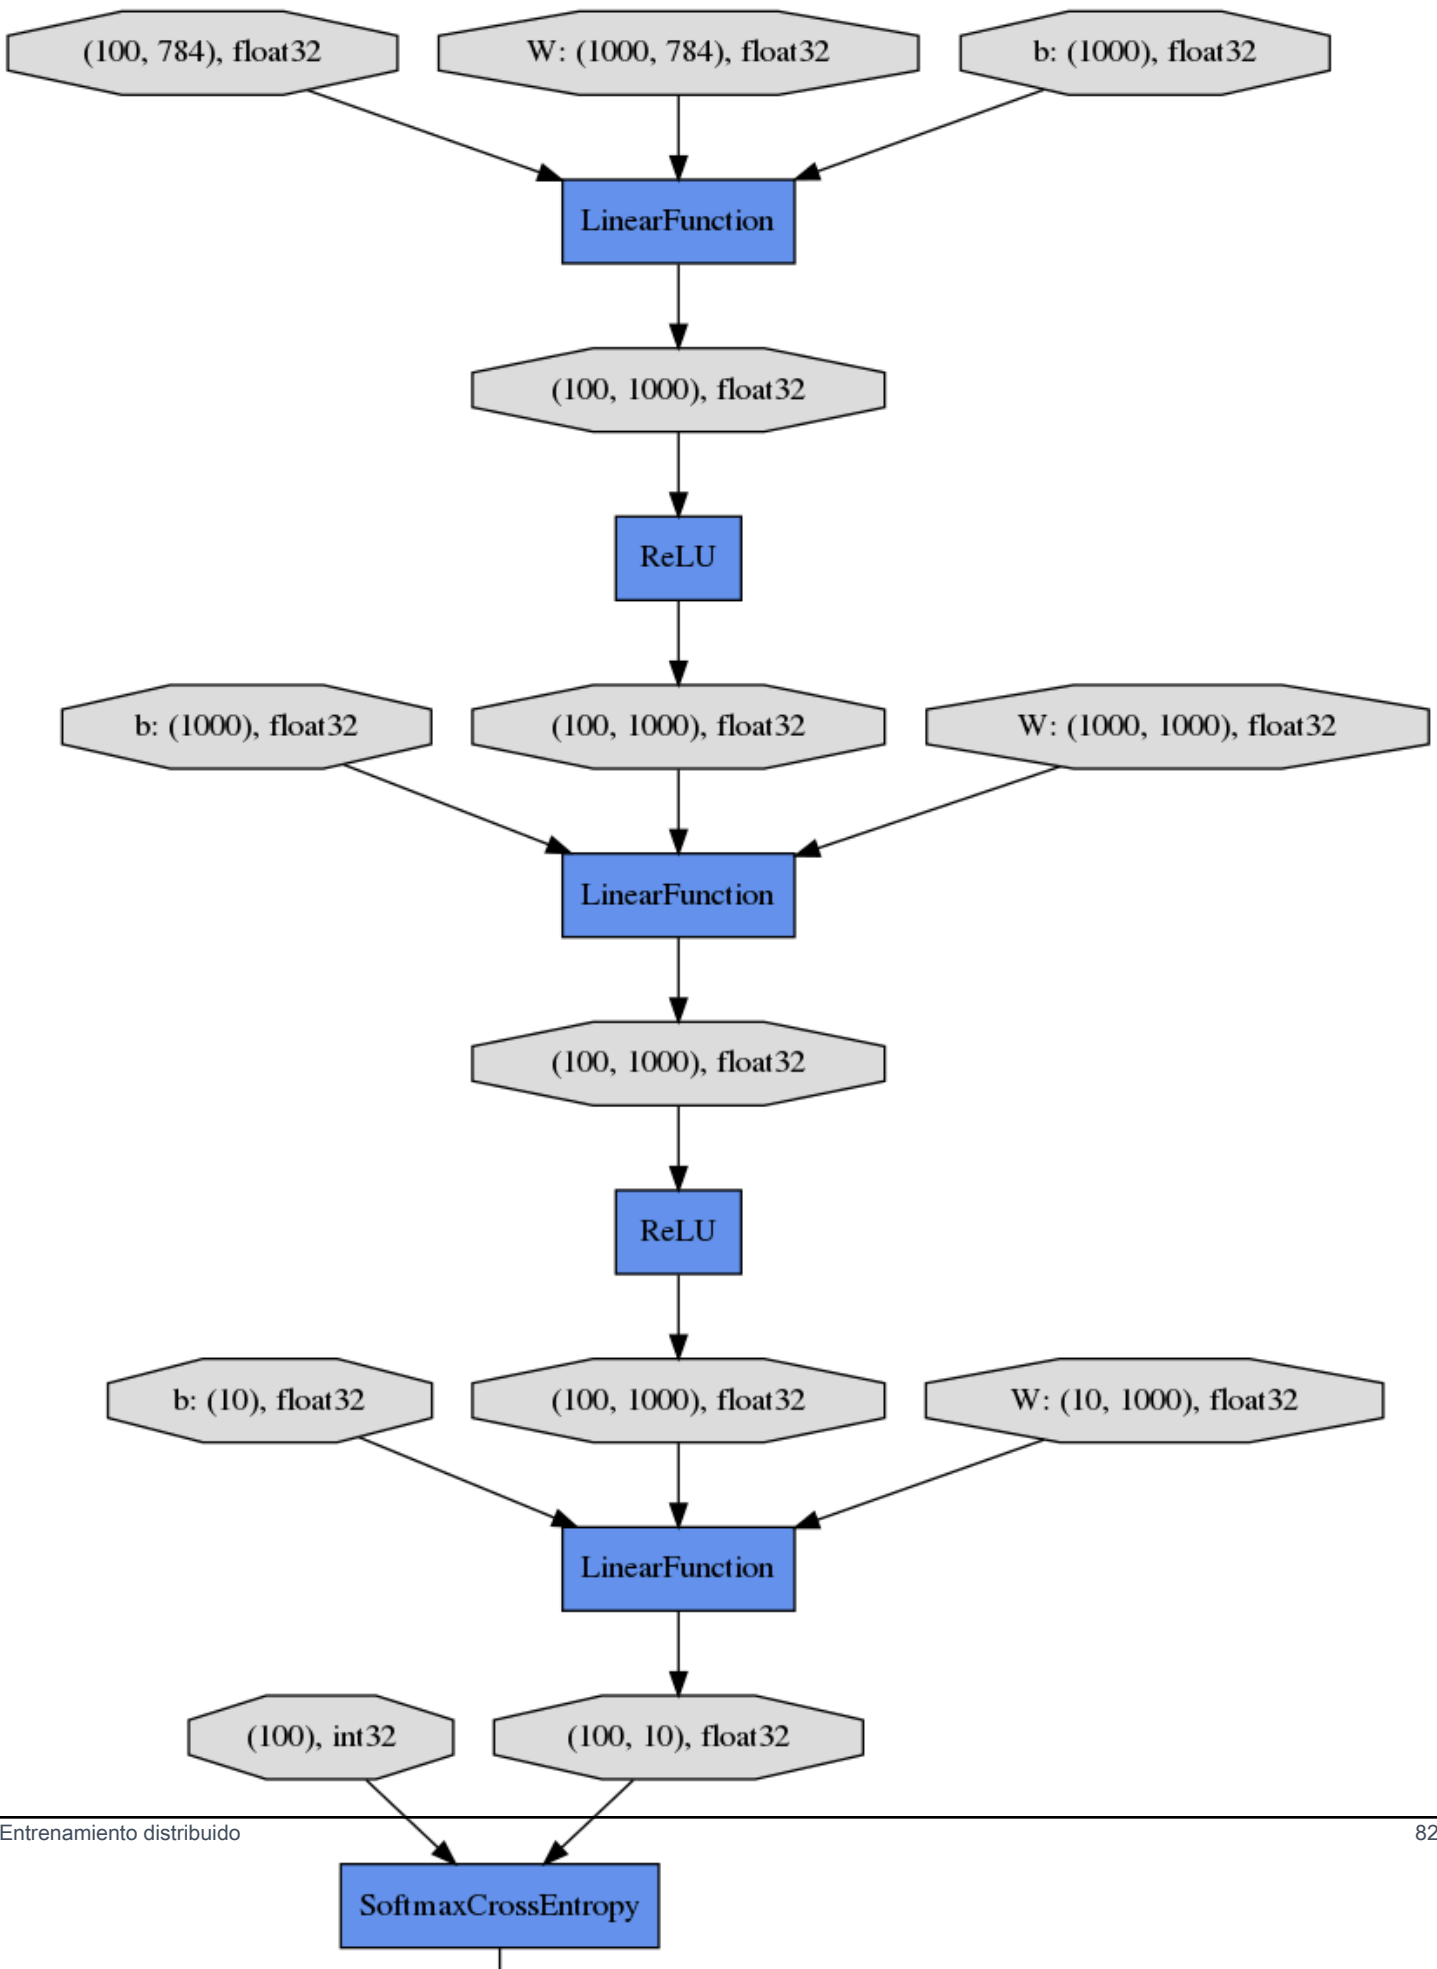 (100, 784), float32
W: (1000, 784), float32
b: (1000), float32
LinearFunction
(100, 1000), float32
ReLU
b: (1000), float32
(100, 1000), float32
W: (1000, 1000), float32
LinearFunction
(100, 1000), float32
ReLU
b: (10), float32
(100, 1000), float32
W: (10, 1000), float32
LinearFunction
(100), int32
(100, 10), float32
Entrenamiento distribuido
82
SoftmaxCrossEntropy